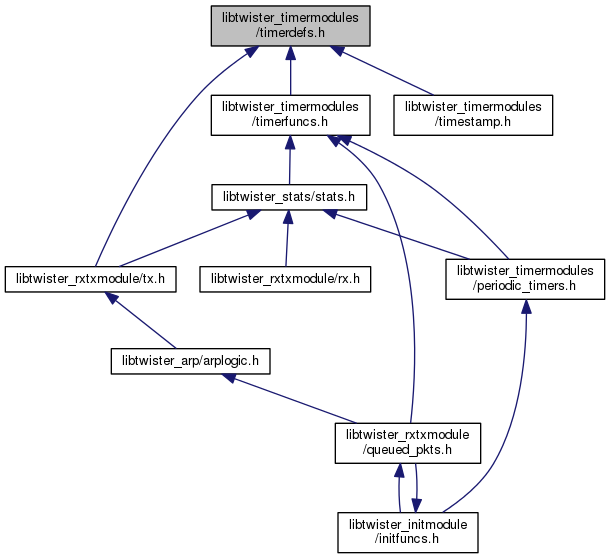 libtwister_timermodules
/timerdefs.h
libtwister_timermodules
/timerfuncs.h
libtwister_timermodules
/timestamp.h
libtwister_stats/stats.h
libtwister_rxtxmodule/tx.h
libtwister_rxtxmodule/rx.h
libtwister_timermodules
/periodic_timers.h
libtwister_arp/arplogic.h
libtwister_rxtxmodule
/queued_pkts.h
libtwister_initmodule
/initfuncs.h